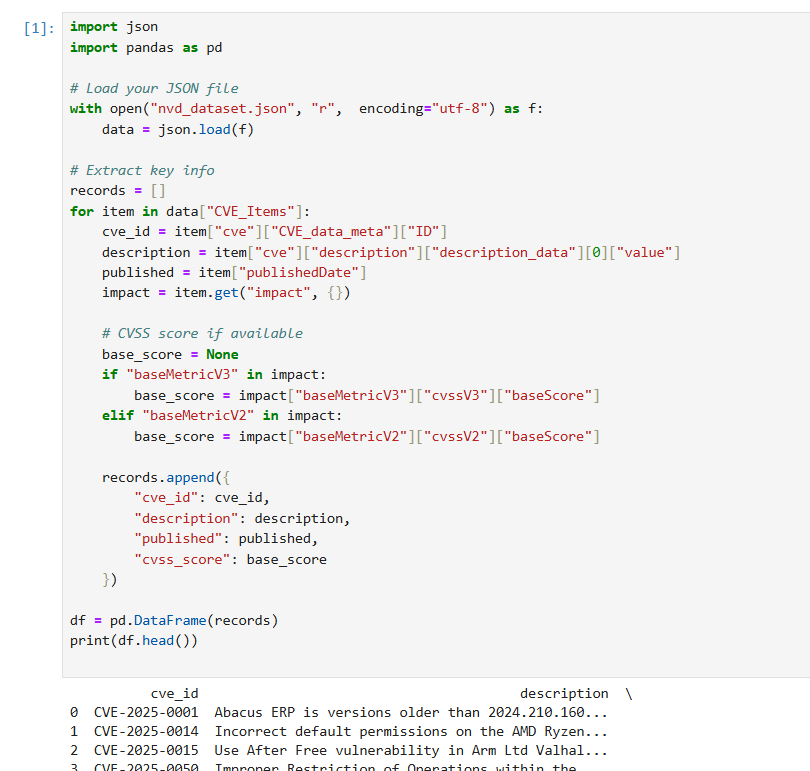 [1]:
import json
import pandas as pd
# Load your JSON file
with open("nvd_dataset.json", "r",  encoding="utf-8") as f:
    data = json.load(f)
# Extract key info
records = []
for item in data["CVE_Items"]:
    cve_id = item["cve"]["CVE_data_meta"]["ID"]
    description = item["cve"]["description"]["description_data"][0]["value"]
    published = item["publishedDate"]
    impact = item.get("impact", {})
    # CVSS score if available
    base_score = None
    if "baseMetricV3" in impact:
        base_score = impact["baseMetricV3"]["cvssV3"]["baseScore"]
    elif "baseMetricV2" in impact:
        base_score = impact["baseMetricV2"]["cvssV2"]["baseScore"]
    records.append({
        "cve_id": cve_id,
        "description": description,
        "published": published,
        "cvss_score": base_score
    })
df = pd.DataFrame(records)
print(df.head())
          cve_id                                        description  \
0  CVE-2025-0001  Abacus ERP is versions older than 2024.210.160...
1  CVE-2025-0014  Incorrect default permissions on the AMD Ryzen...
2  CVE-2025-0015  Use After Free vulnerability in Arm Ltd Valhal...
3  CVE-2025-0050  Improper Restriction of Operations within the